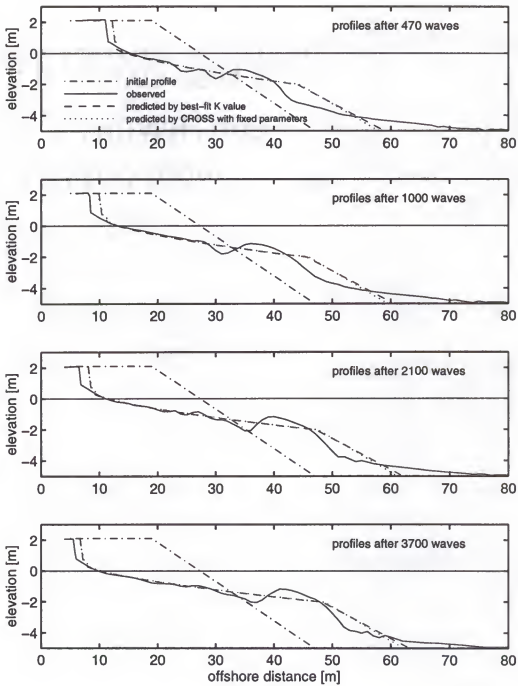 profiles after 470 waves
elevation [m]
2
0
−2
−4
initial profile
observed
predicted by best−fit K value
predicted by CROSS with fixed parameters
0 10 20 30 40 50 60 70 80
profiles after 1000 waves
elevation [m]
2
0
−2
−4
0 10 20 30 40 50 60 70 80
profiles after 2100 waves
elevation [m]
2
0
−2
−4
0 10 20 30 40 50 60 70 80
profiles after 3700 waves
elevation [m]
2
0
−2
−4
0 10 20 30 40 50 60 70 80
offshore distance [m]